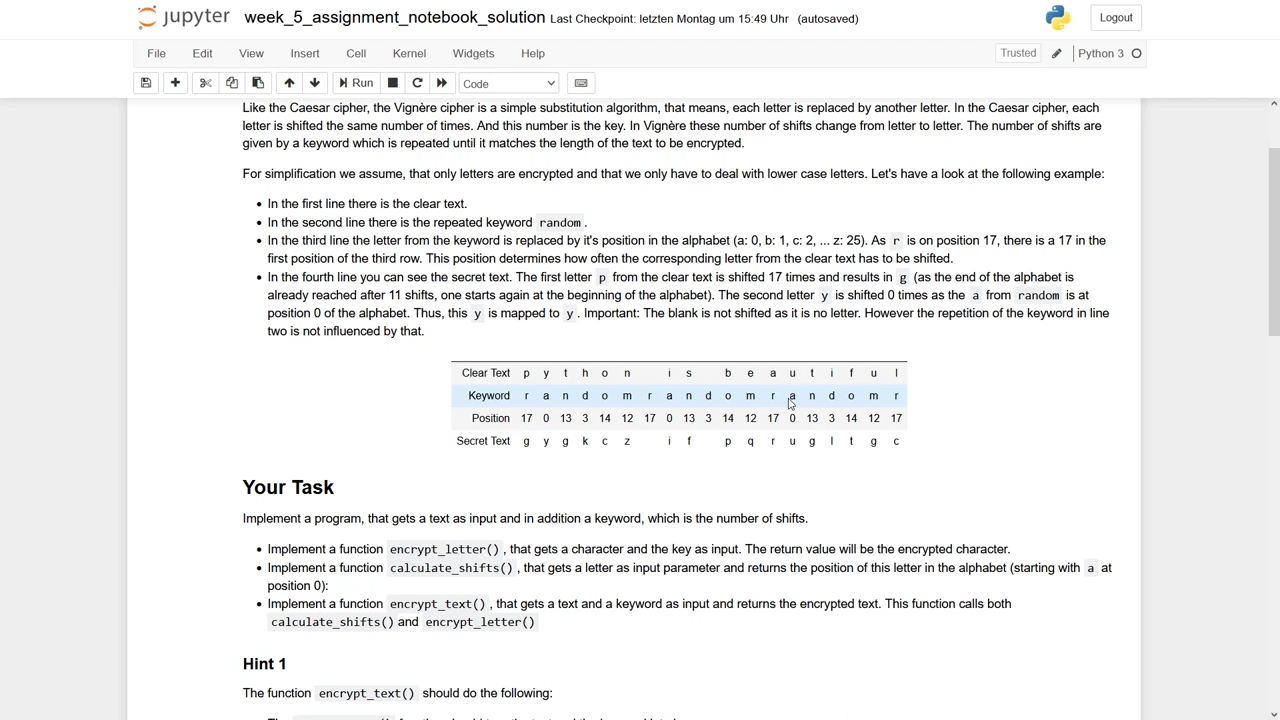 jupyter week_5_assignment_notebook_solution Last Checkpoint: letzten Montag um 15:49 Uhr (autosaved)
Logout
File Edit View Insert Cell Kernel Widgets Help
Trusted Python 3
Run Code
Like the Caesar cipher, the Vignère cipher is a simple substitution algorithm, that means, each letter is replaced by another letter. In the Caesar cipher, each
letter is shifted the same number of times. And this number is the key. In Vignère these number of shifts change from letter to letter. The number of shifts are
given by a keyword which is repeated until it matches the length of the text to be encrypted.
For simplification we assume, that only letters are encrypted and that we only have to deal with lower case letters. Let's have a look at the following example:
• In the first line there is the clear text.
• In the second line there is the repeated keyword random.
• In the third line the letter from the keyword is replaced by it's position in the alphabet (a: 0, b: 1, c: 2, ... z: 25). As r is on position 17, there is a 17 in the
first position of the third row. This position determines how often the corresponding letter from the clear text has to be shifted.
• In the fourth line you can see the secret text. The first letter p from the clear text is shifted 17 times and results in g (as the end of the alphabet is
already reached after 11 shifts, one starts again at the beginning of the alphabet). The second letter y is shifted 0 times as the a from random is at
position 0 of the alphabet. Thus, this y is mapped to y. Important: The blank is not shifted as it is no letter. However the repetition of the keyword in line
two is not influenced by that.
Clear Text p y t h o n i s b e a u t i f u l
Keyword r a n d o m r a n d o m r a n d o m r
Position 17 0 13 3 14 12 17 0 13 3 14 12 17 0 13 3 14 12 17
Secret Text g y g k c z i f p q r u g l t g c
Your Task
Implement a program, that gets a text as input and in addition a keyword, which is the number of shifts.
• Implement a function encrypt_letter(), that gets a character and the key as input. The return value will be the encrypted character.
• Implement a function calculate_shifts(), that gets a letter as input parameter and returns the position of this letter in the alphabet (starting with a at
position 0):
• Implement a function encrypt_text(), that gets a text and a keyword as input and returns the encrypted text. This function calls both
calculate_shifts() and encrypt_letter()
Hint 1
The function encrypt_text() should do the following: